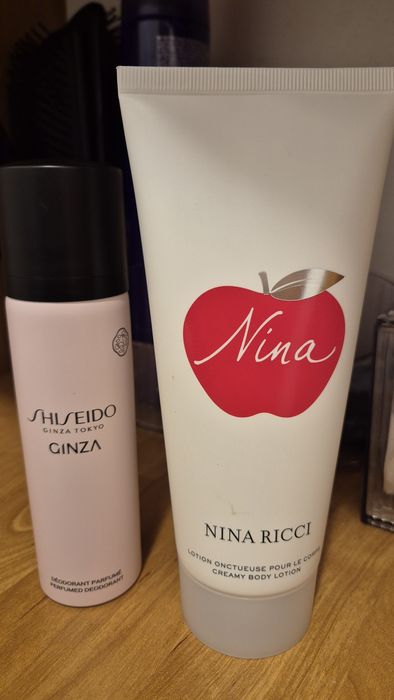 SHISEIDO
GINZA TOKYO
GINZA
DÉODORANT PARFUMÉ
PERFUMED DEODORANT
Nina
NINA RICCI
LOTION ONCTUEUSE POUR LE CORPS
CREAMY BODY LOTION